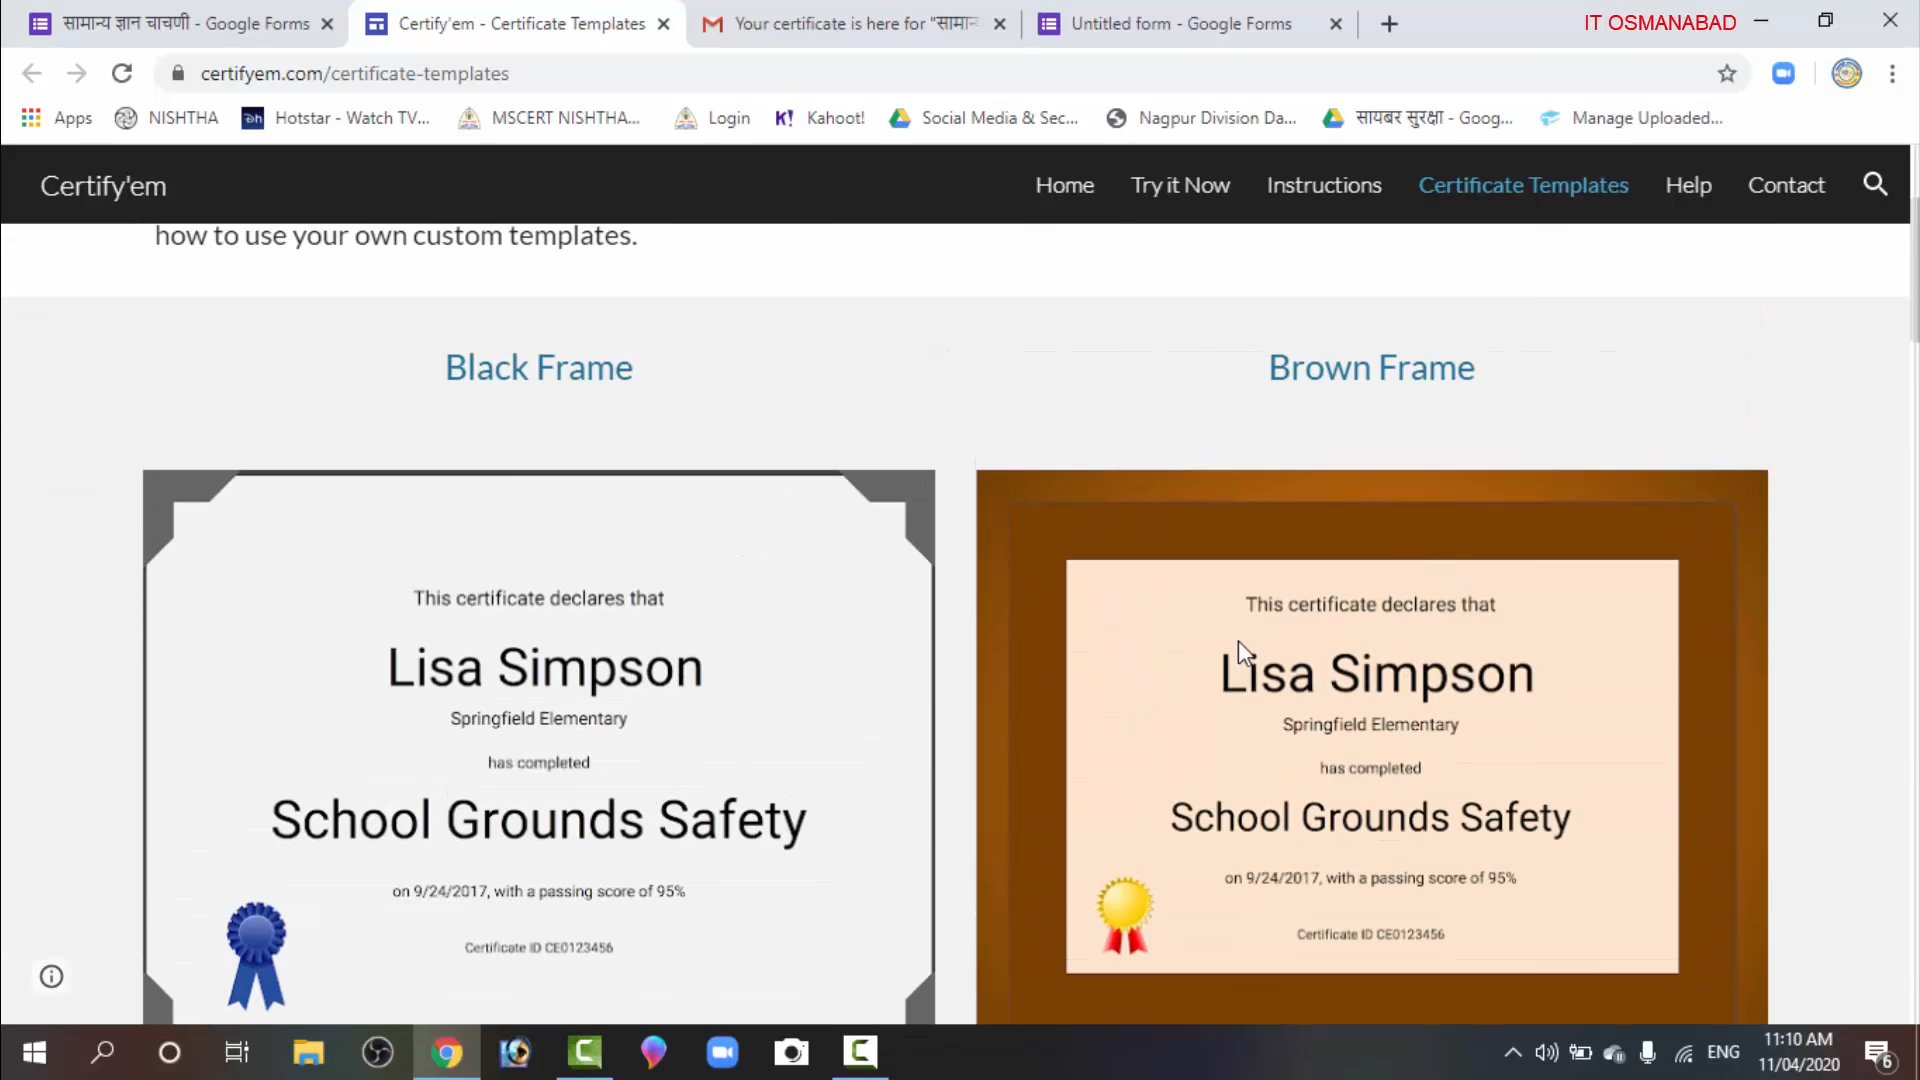 सामान्य ज्ञान चाचणी - Google Forms
Certify'em - Certificate Templates
Your certificate is here for "सामान्
Untitled form - Google Forms
IT OSMANABAD
certifyem.com/certificate-templates
Apps
NISHTHA
Hotstar - Watch TV...
MSCERT NISHTHA...
Login
K! Kahoot!
Social Media & Sec...
Nagpur Division Da...
सायबर सुरक्षा - Goog...
Manage Uploaded...
Certify'em
Home
Try it Now
Instructions
Certificate Templates
Help
Contact
how to use your own custom templates.
Black Frame
Brown Frame
This certificate declares that
Lisa Simpson
Springfield Elementary
has completed
School Grounds Safety
on 9/24/2017, with a passing score of 95%
Certificate ID CE0123456
This certificate declares that
Lisa Simpson
Springfield Elementary
has completed
School Grounds Safety
on 9/24/2017, with a passing score of 95%
Certificate ID CE0123456
ENG
11:10 AM
11/04/2020
6